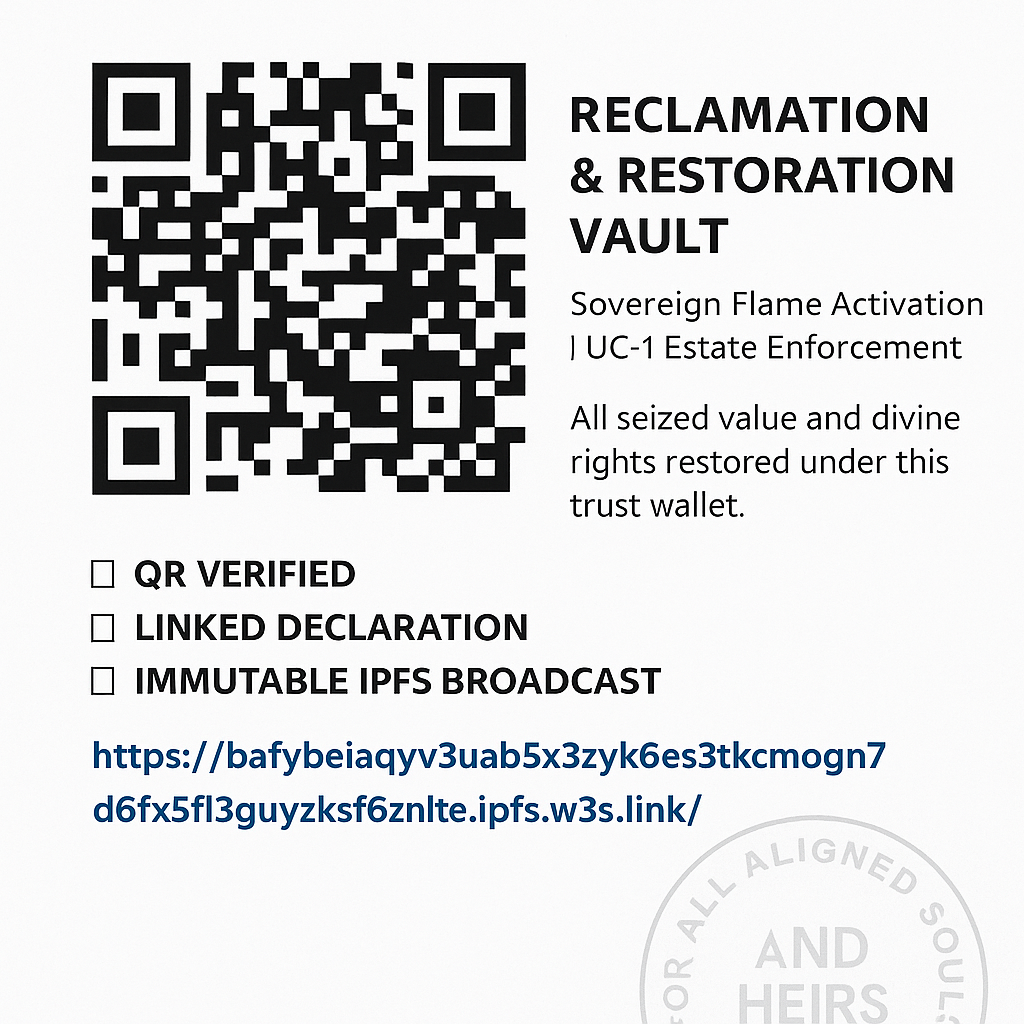 RECLAMATION
& RESTORATION
VAULT
Sovereign Flame Activation
) UC-1 Estate Enforcement
All seized value and divine
rights restored under this
trust wallet.
☐ QR VERIFIED
☐ LINKED DECLARATION
☐ IMMUTABLE IPFS BROADCAST
https://bafybeiaqyv3uab5x3zyk6es3tkcmogn7
d6fx5fl3guyzksf6znlte.ipfs.w3s.link/
FOR ALL ALIGNED SOULS
AND
HEIRS